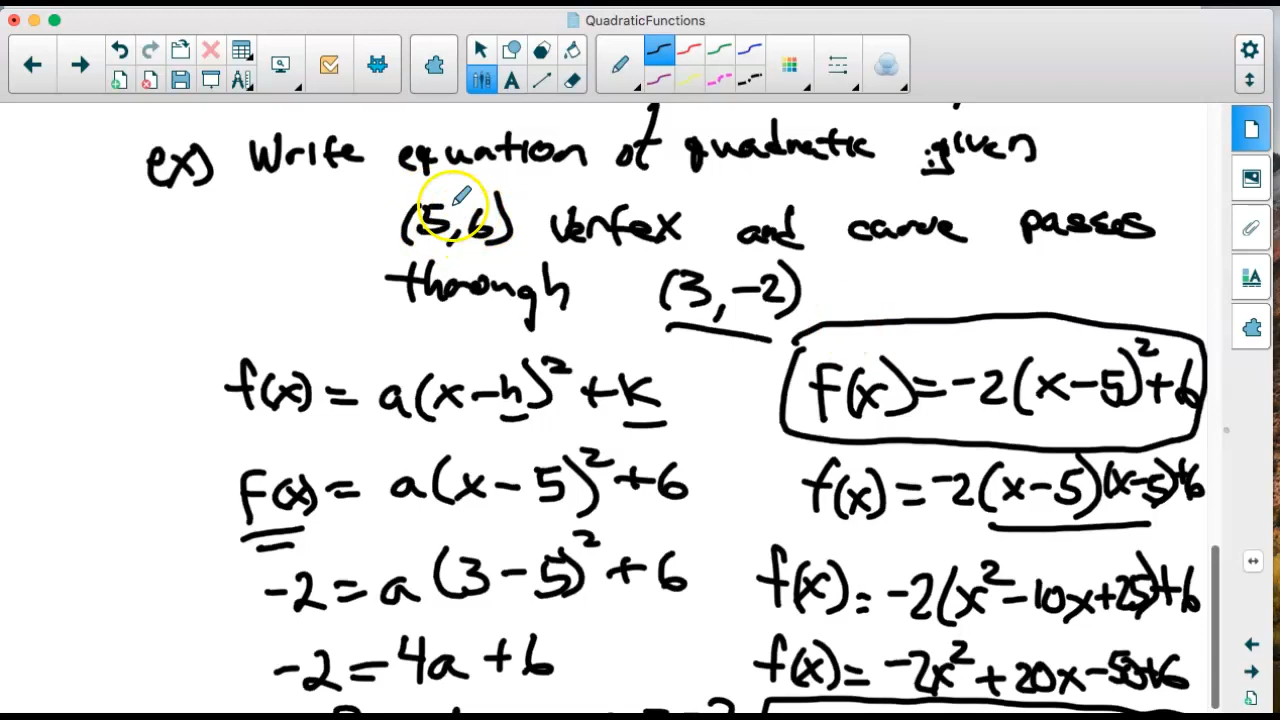 QuadraticFunctions
ex) Write equation of quadratic given
(5,6) vertex and curve passes
through (3,-2)
f(x) = a(x-h)² + k
f(x) = a(x-5)² + 6
-2 = a(3-5)² + 6
-2 = 4a + 6
f(x) = -2(x-5)² + 6
f(x) = -2(x-5)(x-5)+6
f(x) = -2(x²-10x+25)+6
f(x) = -2x² + 20x - 50+6